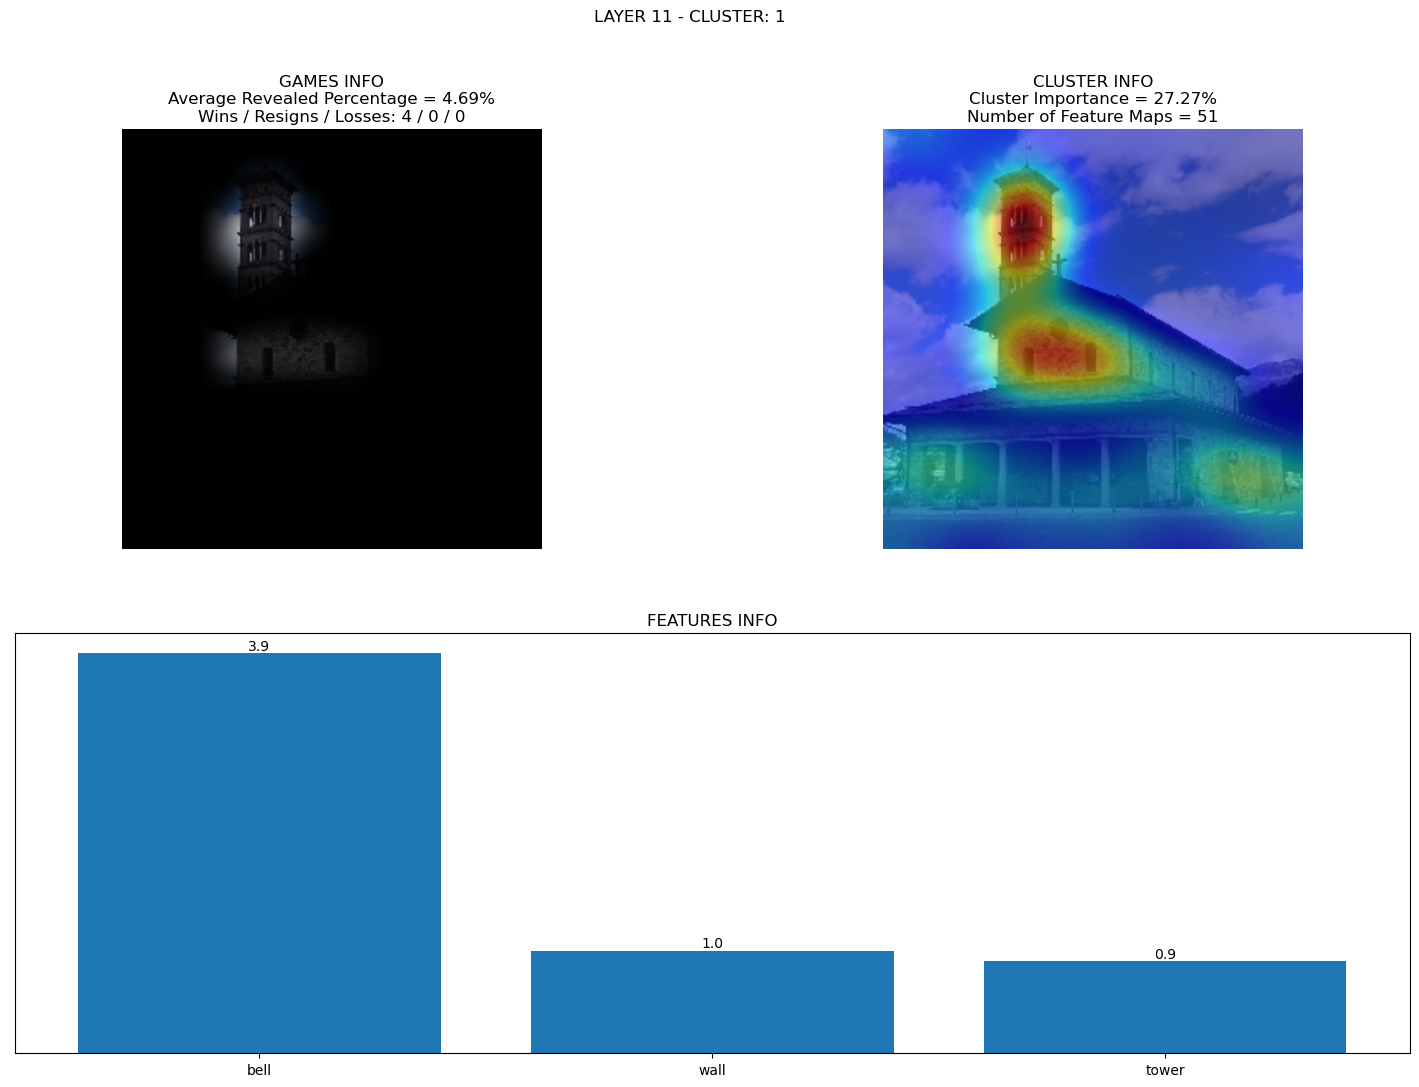 LAYER 11 - CLUSTER: 1
GAMES INFO
Average Revealed Percentage = 4.69%
Wins / Resigns / Losses: 4 / 0 / 0
CLUSTER INFO
Cluster Importance = 27.27%
Number of Feature Maps = 51
FEATURES INFO
3.9
1.0
0.9
bell
wall
tower